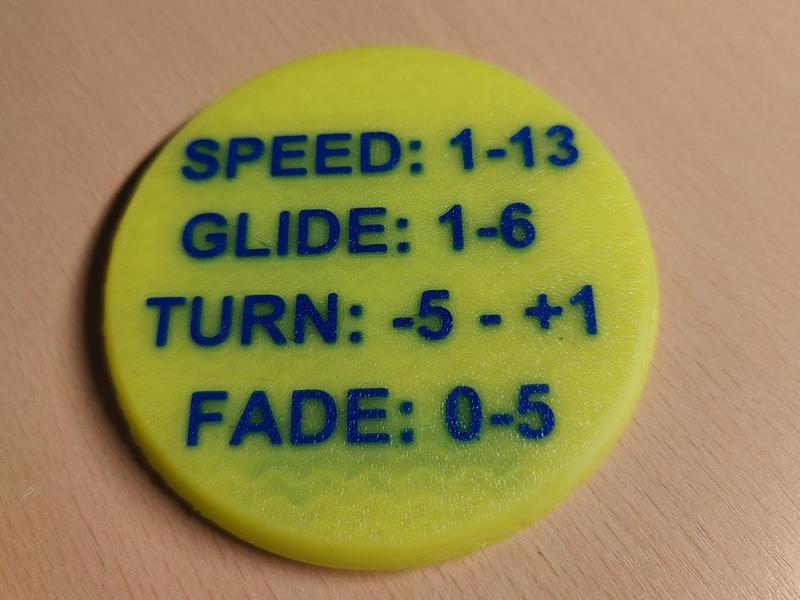 SPEED: 1-13
GLIDE: 1-6
TURN: -5 - +1
FADE: 0-5